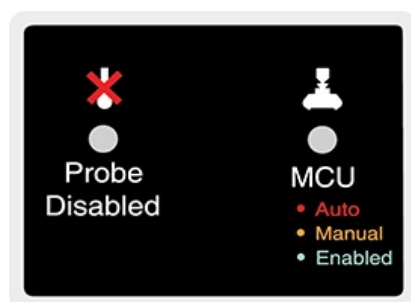 Probe
Disabled
MCU
• Auto
• Manual
• Enabled